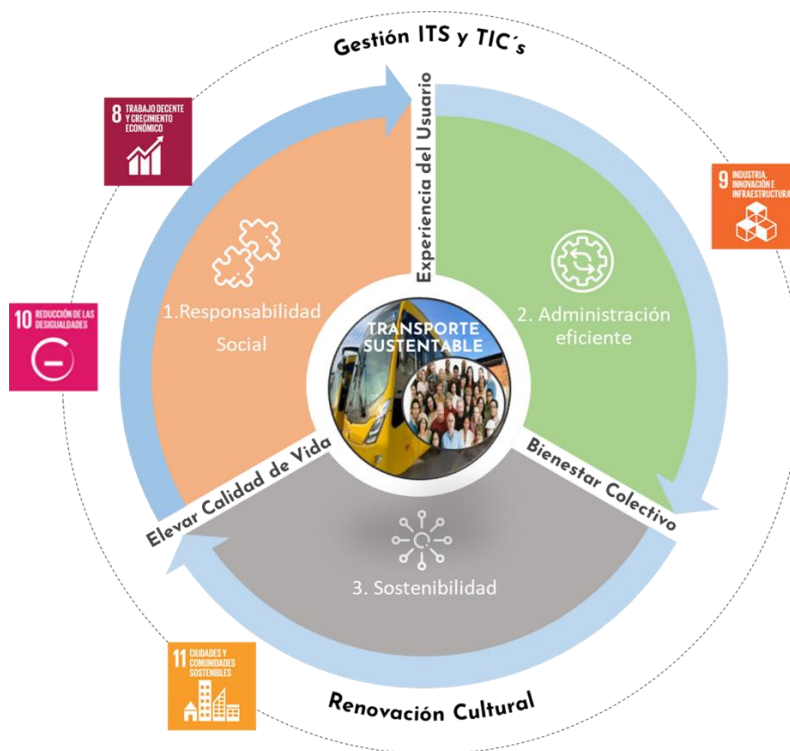 Gestión ITS y TIC´s
Experiencia del Usuario
8 TRABAJO DECENTE
Y CRECIMIENTO
ECONÓMICO
9 INDUSTRIA,
INNOVACIÓN E
INFRAESTRUCTURA
1.Responsabilidad
Social
2. Administración
eficiente
10 REDUCCIÓN DE LAS
DESIGUALDADES
TRANSPORTE
SUSTENTABLE
Elevar Calidad de Vida
Bienestar Colectivo
3. Sostenibilidad
11 CIUDADES Y
COMUNIDADES
SOSTENIBLES
Renovación Cultural